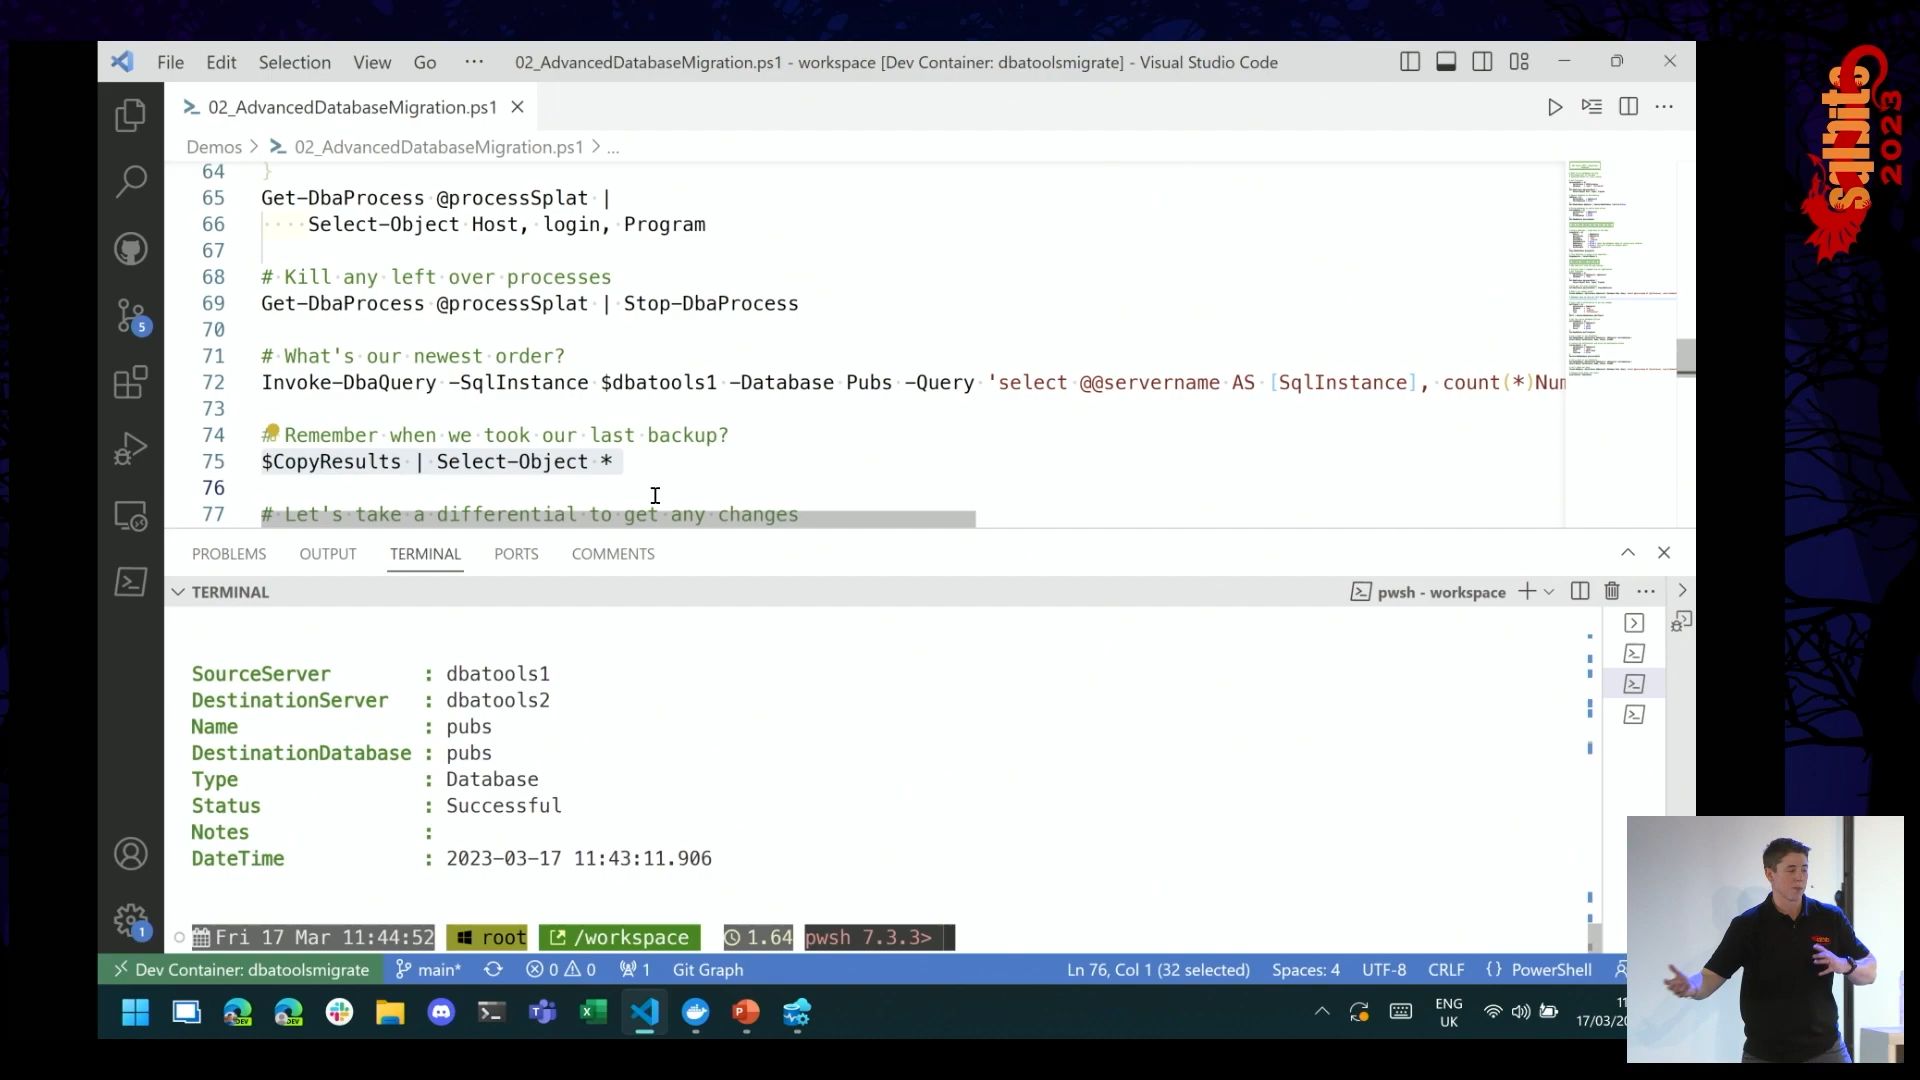 File Edit Selection View Go ... 02_AdvancedDatabaseMigration.ps1 - workspace [Dev Container: dbatoolsmigrate] - Visual Studio Code
sqlbits 2023
02_AdvancedDatabaseMigration.ps1
Demos > 02_AdvancedDatabaseMigration.ps1 > ...
64 }
65 Get-DbaProcess @processSplat |
66 Select-Object Host, login, Program
67
68 # Kill any left over processes
69 Get-DbaProcess @processSplat | Stop-DbaProcess
70
71 # What's our newest order?
72 Invoke-DbaQuery -SqlInstance $dbatools1 -Database Pubs -Query 'select @@servername AS [SqlInstance], count(*)Num
73
74 # Remember when we took our last backup?
75 $CopyResults | Select-Object *
76
77 # Let's take a differential to get any changes
5
PROBLEMS OUTPUT TERMINAL PORTS COMMENTS
TERMINAL pwsh - workspace
SourceServer : dbatools1
DestinationServer : dbatools2
Name : pubs
DestinationDatabase : pubs
Type : Database
Status : Successful
Notes :
DateTime : 2023-03-17 11:43:11.906
1
Fri 17 Mar 11:44:52 root /workspace 1.64 pwsh 7.3.3>
Dev Container: dbatoolsmigrate main* 0 0 1 Git Graph Ln 76, Col 1 (32 selected) Spaces: 4 UTF-8 CRLF {} PowerShell
DEV DEV ENG
UK 17/03/20